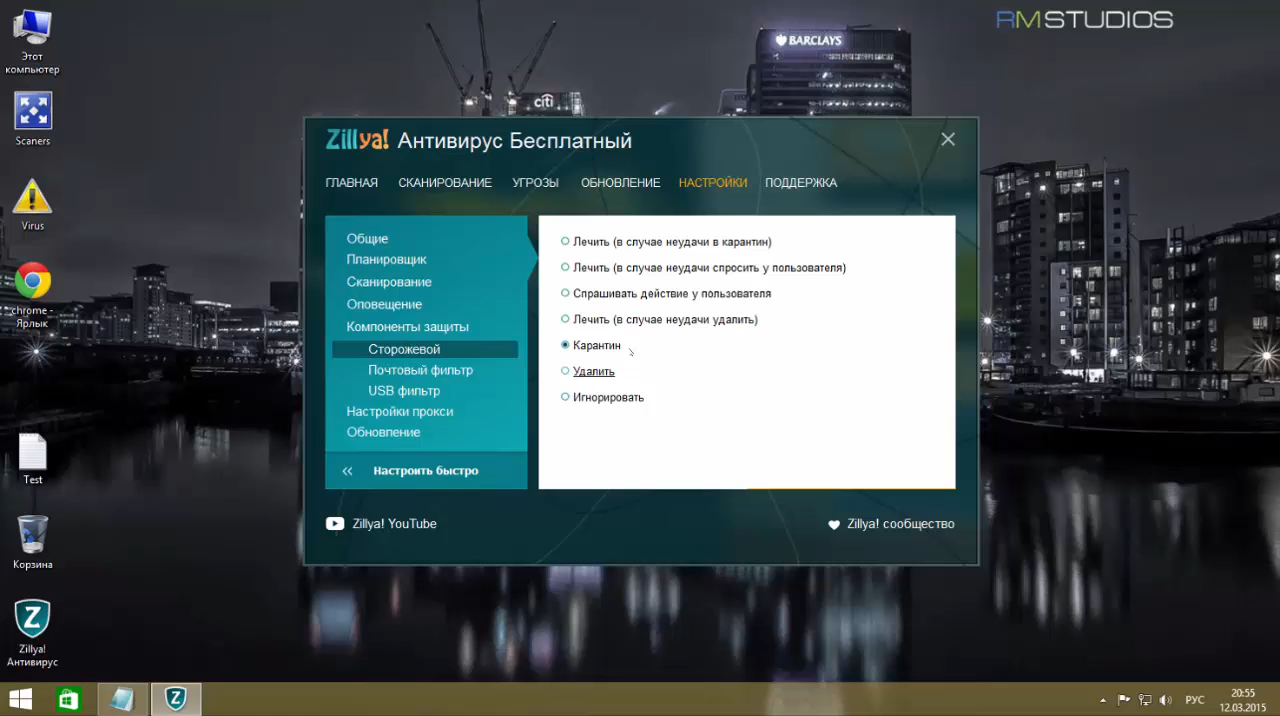 RMSTUDIOS
BARCLAYS
citi
Этот
компьютер
Scaners
Virus
chrome -
Ярлык
Test
Корзина
Zillya!
Антивирус
Zillya! Антивирус Бесплатный
ГЛАВНАЯ СКАНИРОВАНИЕ УГРОЗЫ ОБНОВЛЕНИЕ НАСТРОЙКИ ПОДДЕРЖКА
Общие
Планировщик
Сканирование
Оповещение
Компоненты защиты
Сторожевой
Почтовый фильтр
USB фильтр
Настройки прокси
Обновление
« Настроить быстро
Лечить (в случае неудачи в карантин)
Лечить (в случае неудачи спросить у пользователя)
Спрашивать действие у пользователя
Лечить (в случае неудачи удалить)
Карантин
Удалить
Игнорировать
Zillya! YouTube
Zillya! сообщество
РУС
20:55
12.03.2015